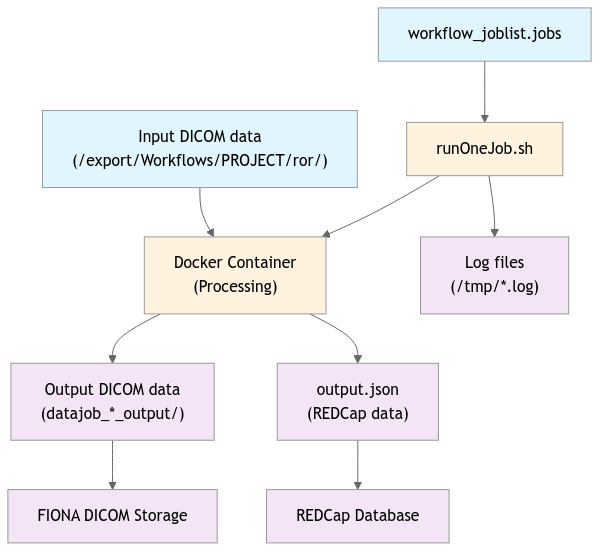 workflow_joblist.jobs
Input DICOM data
(/export/Workflows/PROJECT/ror/)
runOneJob.sh
Docker Container
(Processing)
Log files
(/tmp/*.log)
Output DICOM data
(datajob_*_output/)
output.json
(REDCap data)
FIONA DICOM Storage
REDCap Database